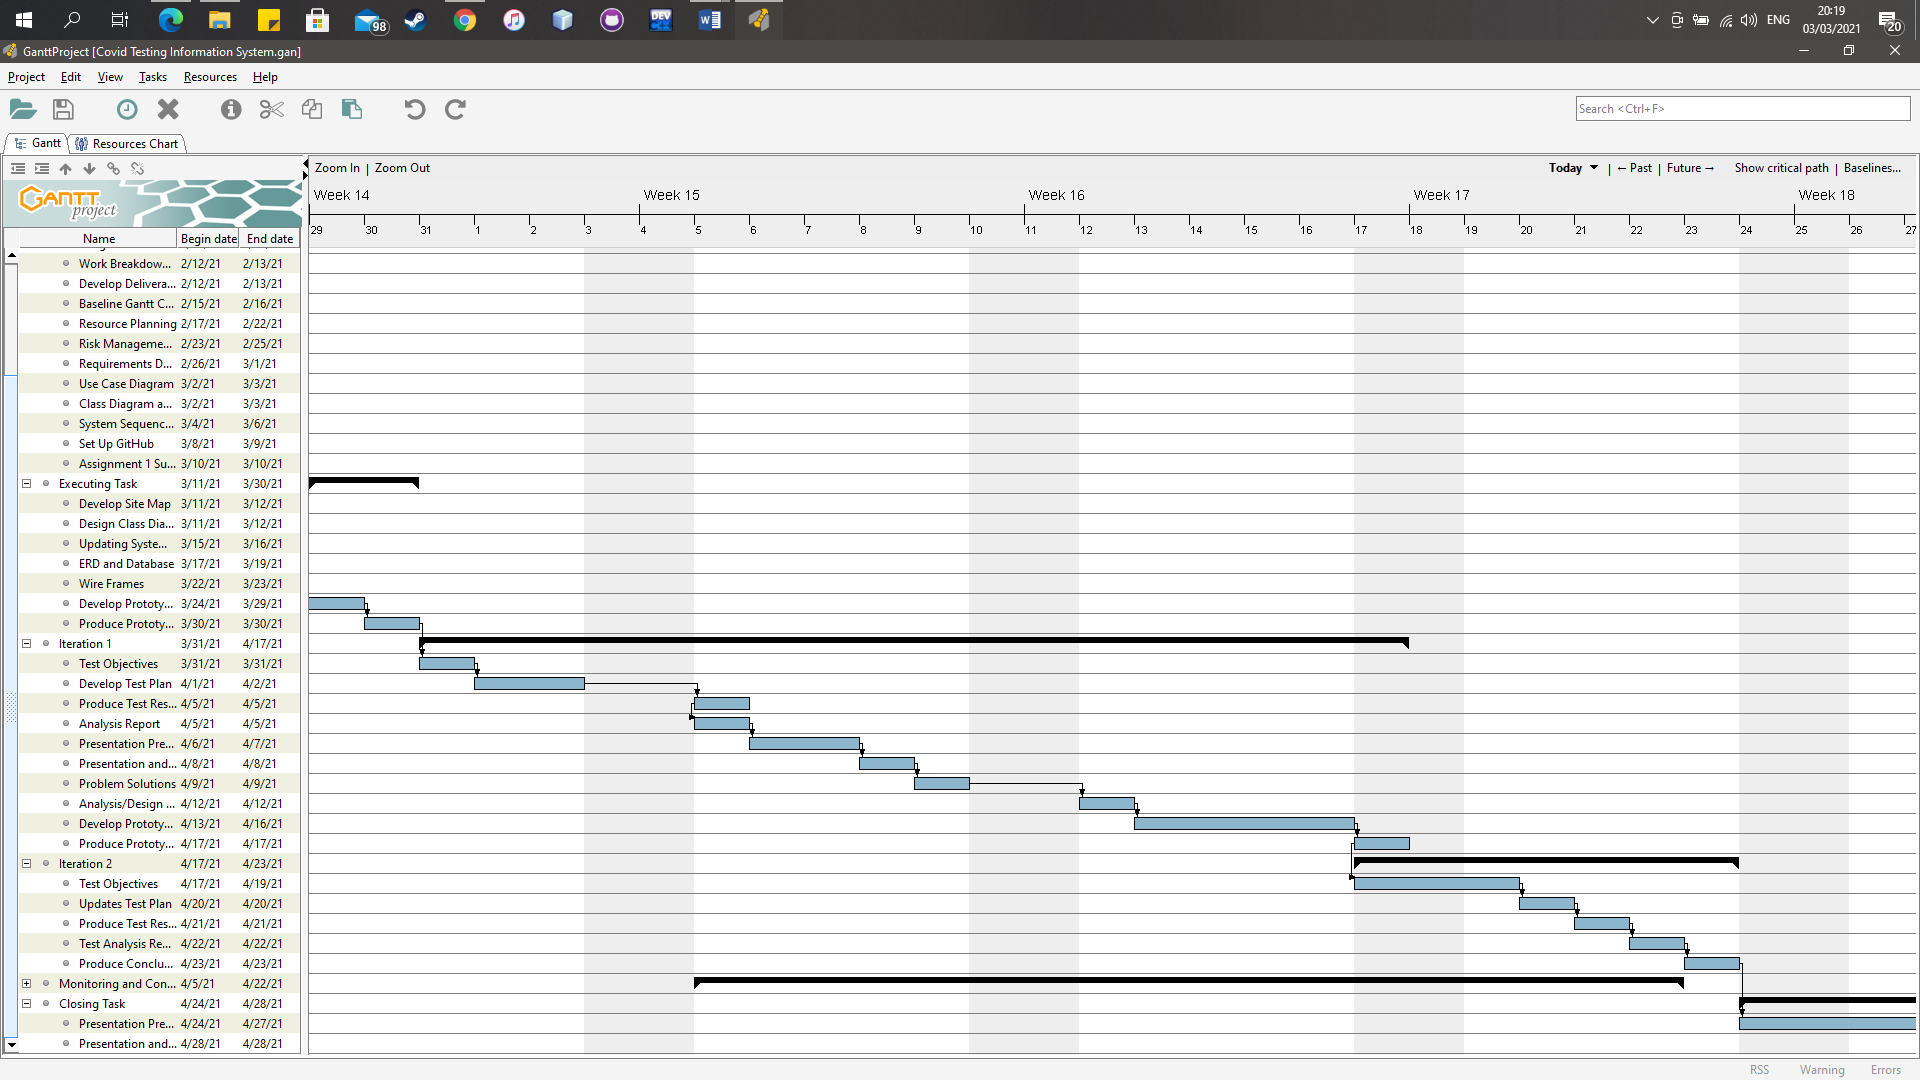 98
ENG
20:19
03/03/2021
20
GanttProject [Covid Testing Information System.gan]
Project Edit View Tasks Resources Help
Search <Ctrl+F>
Gantt Resources Chart
Zoom In | Zoom Out Today | ← Past | Future → Show critical path | Baselines...
GANTT project
Week 14 Week 15 Week 16 Week 17 Week 18
29 30 31 1 2 3 4 5 6 7 8 9 10 11 12 13 14 15 16 17 18 19 20 21 22 23 24 25 26 27
Name Begin date End date
Work Breakdow... 2/12/21 2/13/21
Develop Delivera... 2/12/21 2/13/21
Baseline Gantt C... 2/15/21 2/16/21
Resource Planning 2/17/21 2/22/21
Risk Manageme... 2/23/21 2/25/21
Requirements D... 2/26/21 3/1/21
Use Case Diagram 3/2/21 3/3/21
Class Diagram a... 3/2/21 3/3/21
System Sequenc... 3/4/21 3/6/21
Set Up GitHub 3/8/21 3/9/21
Assignment 1 Su... 3/10/21 3/10/21
Executing Task 3/11/21 3/30/21
Develop Site Map 3/11/21 3/12/21
Design Class Dia... 3/11/21 3/12/21
Updating Syste... 3/15/21 3/16/21
ERD and Database 3/17/21 3/19/21
Wire Frames 3/22/21 3/23/21
Develop Prototy... 3/24/21 3/29/21
Produce Prototy... 3/30/21 3/30/21
Iteration 1 3/31/21 4/17/21
Test Objectives 3/31/21 3/31/21
Develop Test Plan 4/1/21 4/2/21
Produce Test Res... 4/5/21 4/5/21
Analysis Report 4/5/21 4/5/21
Presentation Pre... 4/6/21 4/7/21
Presentation and... 4/8/21 4/8/21
Problem Solutions 4/9/21 4/9/21
Analysis/Design ... 4/12/21 4/12/21
Develop Prototy... 4/13/21 4/16/21
Produce Prototy... 4/17/21 4/17/21
Iteration 2 4/17/21 4/23/21
Test Objectives 4/17/21 4/19/21
Updates Test Plan 4/20/21 4/20/21
Produce Test Res... 4/21/21 4/21/21
Test Analysis Re... 4/22/21 4/22/21
Produce Conclu... 4/23/21 4/23/21
Monitoring and Con... 4/5/21 4/22/21
Closing Task 4/24/21 4/28/21
Presentation Pre... 4/24/21 4/27/21
Presentation and... 4/28/21 4/28/21
RSS Warning Errors